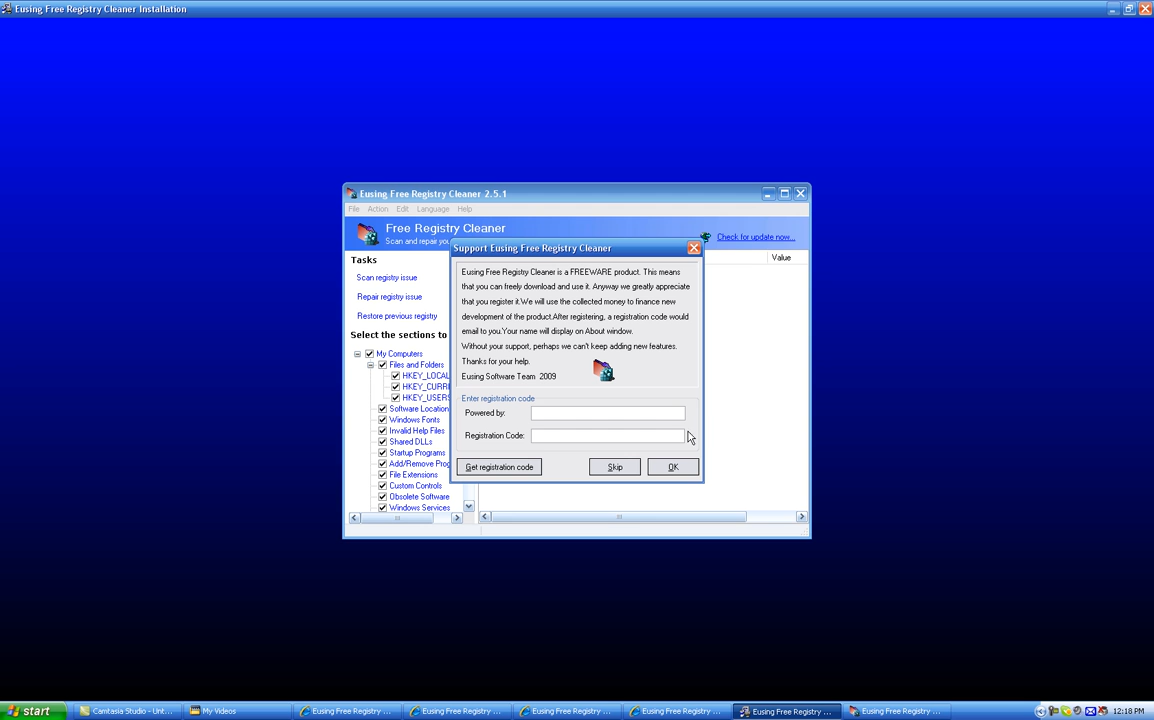 Eusing Free Registry Cleaner Installation
Eusing Free Registry Cleaner 2.5.1
File Action Edit Language Help
Free Registry Cleaner
Scan and repair you
Check for update now...
Tasks
Scan registry issue
Repair registry issue
Restore previous registry
Select the sections to
My Computers
Files and Folders
HKEY_LOCAL
HKEY_CURRI
HKEY_USERS
Software Location
Windows Fonts
Invalid Help Files
Shared DLLs
Startup Programs
Add/Remove Prog
File Extensions
Custom Controls
Obsolete Software
Windows Services
Value
Support Eusing Free Registry Cleaner
Eusing Free Registry Cleaner is a FREEWARE product. This means
that you can freely download and use it. Anyway we greatly appreciate
that you register it.We will use the collected money to finance new
development of the product.After registering, a registration code would
email to you.Your name will display on About window.
Without your support, perhaps we can't keep adding new features.
Thanks for your help.
Eusing Software Team 2009
Enter registration code
Powered by:
Registration Code:
Get registration code Skip OK
start Camtasia Studio - Unt... My Videos Eusing Free Registry ... Eusing Free Registry ... Eusing Free Registry ... Eusing Free Registry ... Eusing Free Registry ... Eusing Free Registry ... 12:18 PM